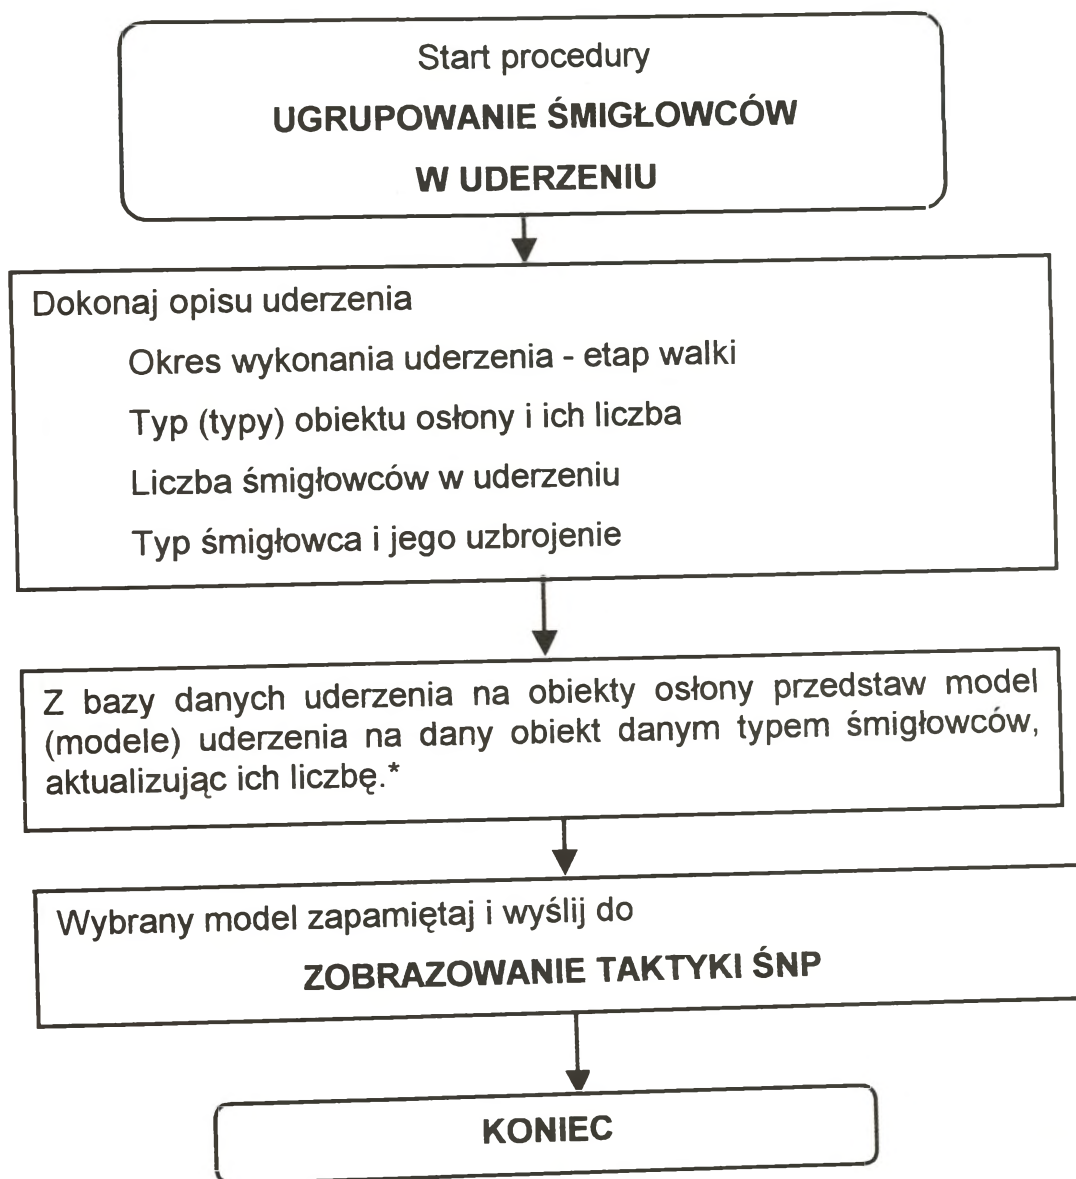 Start procedury
UGRUPOWANIE ŚMIGŁOWCÓW
W UDERZENIU
Dokonaj opisu uderzenia
Okres wykonania uderzenia - etap walki
Typ (typy) obiektu osłony i ich liczba
Liczba śmigłowców w uderzeniu
Typ śmigłowca i jego uzbrojenie
Z bazy danych uderzenia na obiekty osłony przedstaw model
(modele) uderzenia na dany obiekt danym typem śmigłowców,
aktualizując ich liczbę.*
Wybrany model zapamiętaj i wyślij do
ZOBRAZOWANIE TAKTYKI ŚNP
KONIEC